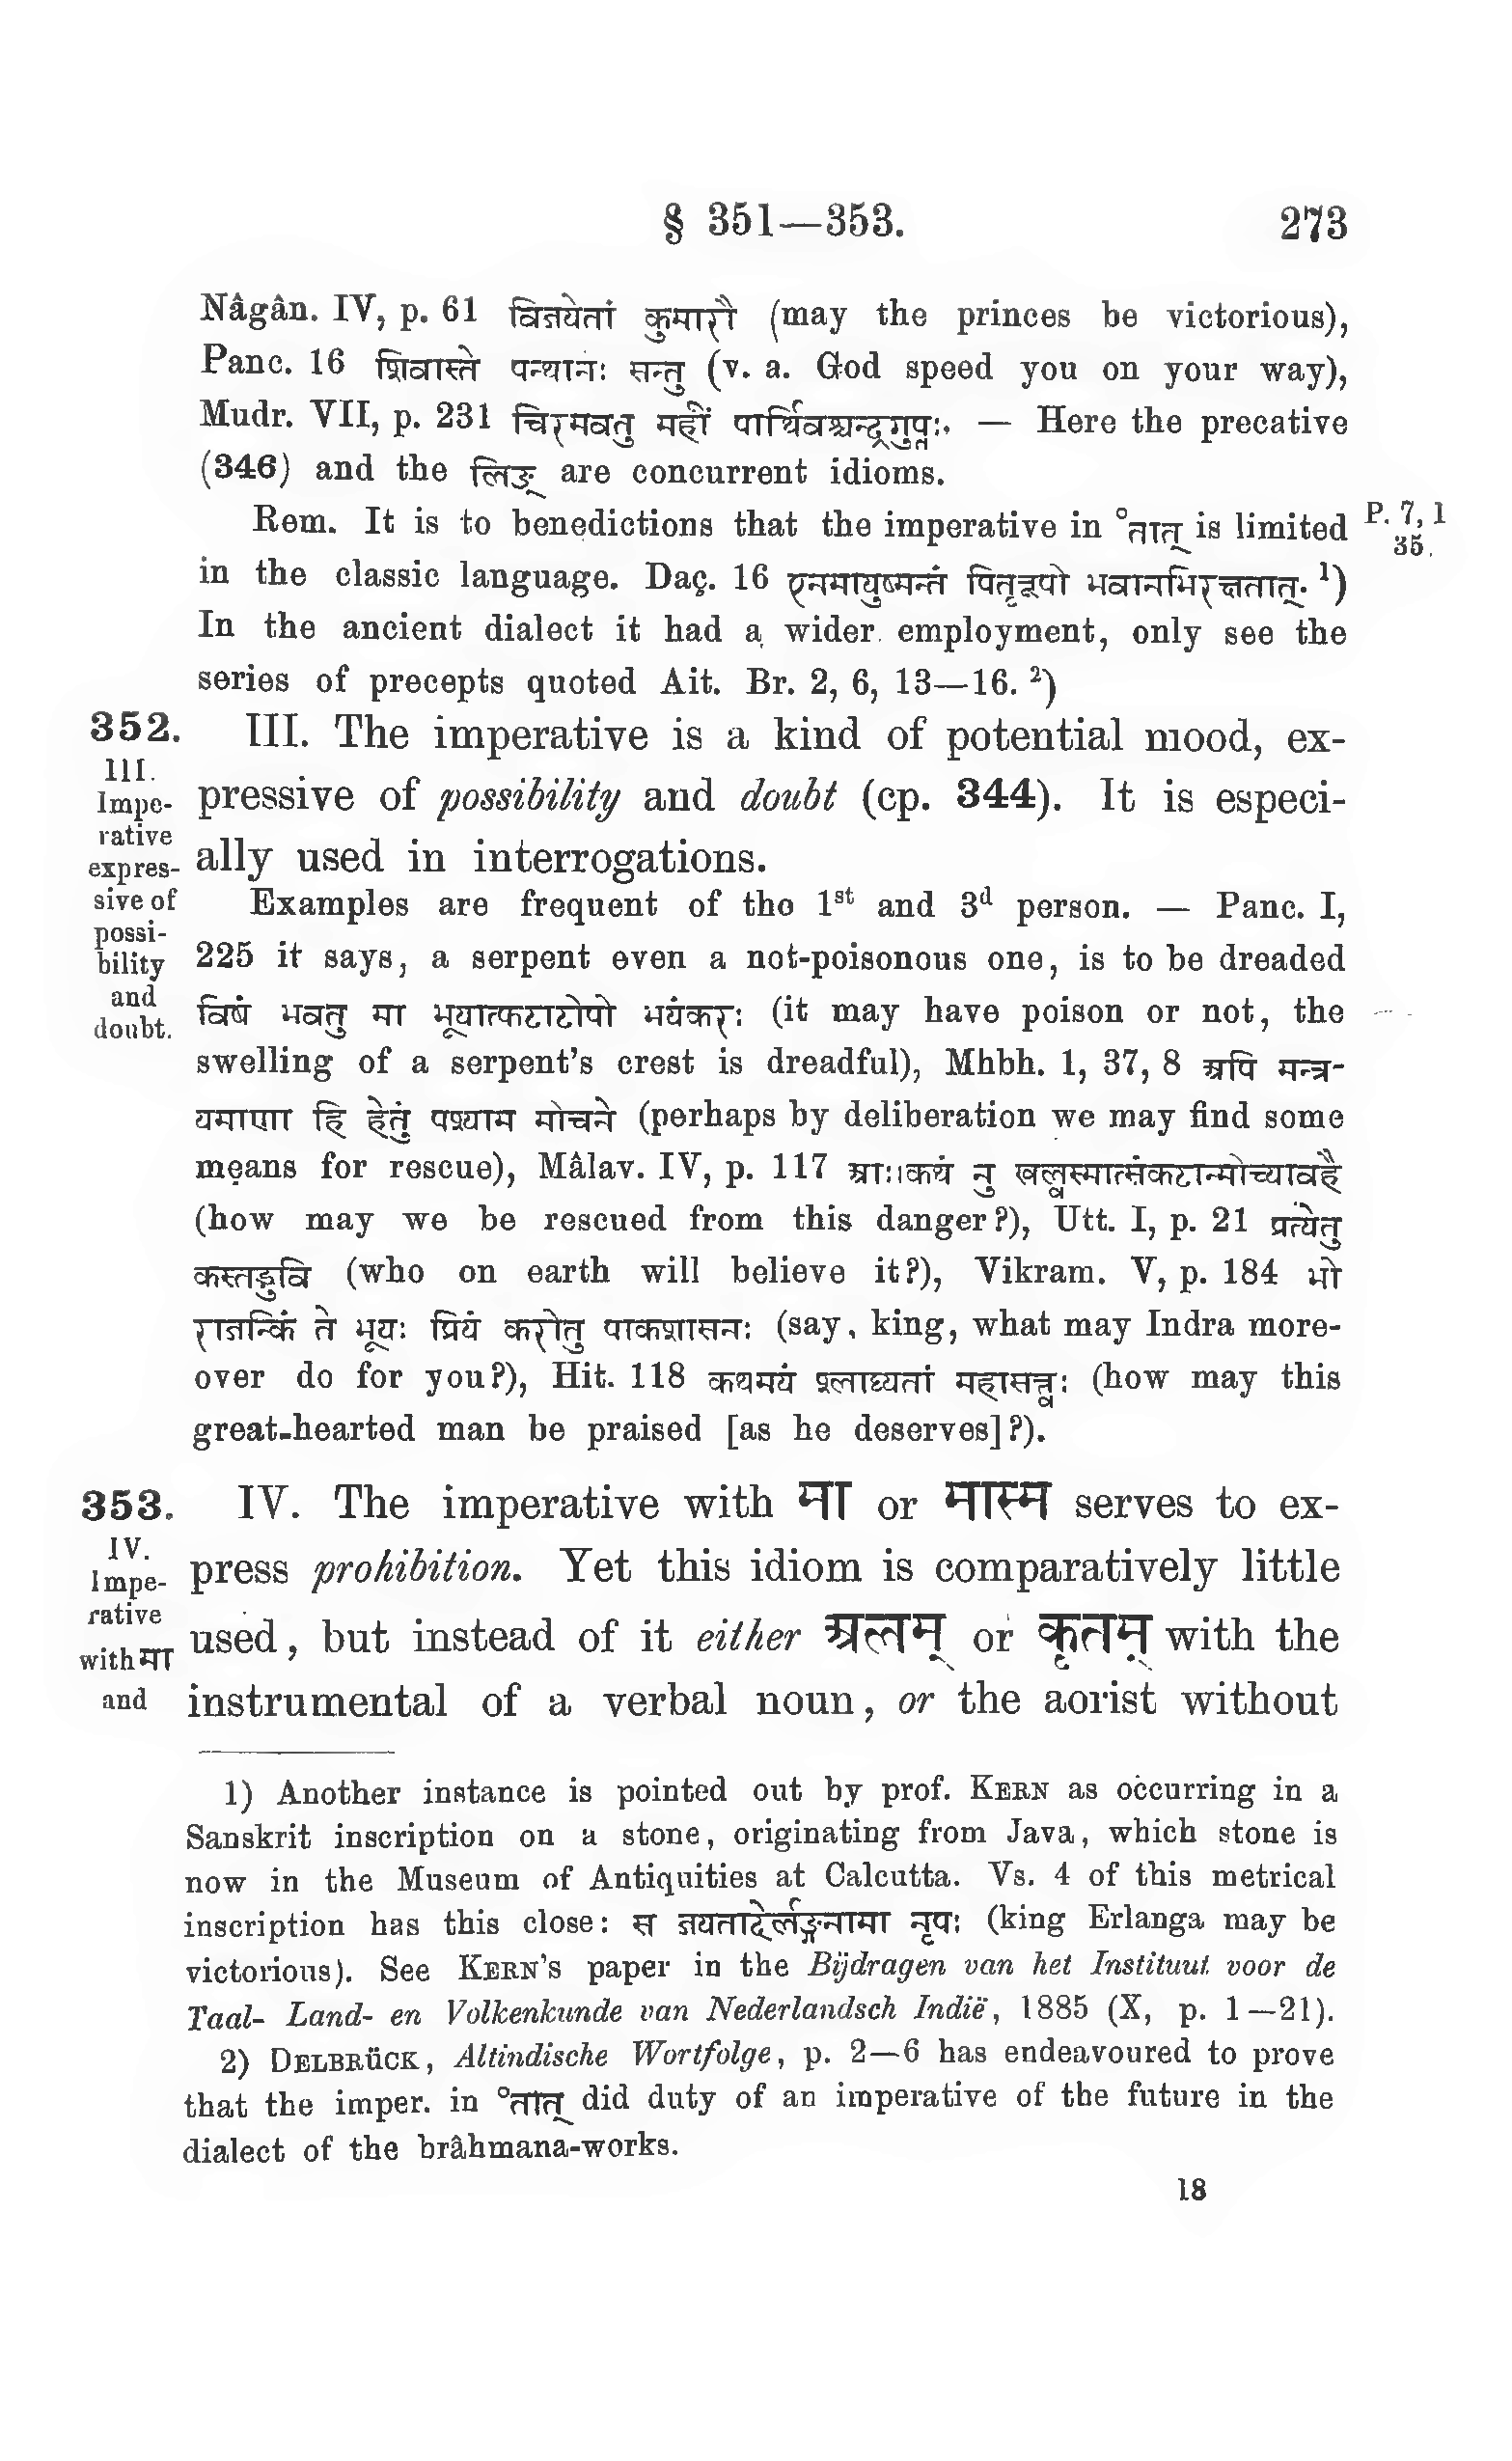 § 351—353. 273
Nâgân. IV, p. 61 विजयेतां कुमारौ (may the princes be victorious),
Panc. 16 शिवास्ते पन्थानः सन्तु (v. a. God speed you on your way),
Mudr. VII, p. 231 चिरमवतु महीं पार्थिवश्चन्द्रगुप्तः. — Here the precative
(346) and the लिङ् are concurrent idioms.
Rem. It is to benedictions that the imperative in °तात् is limited
P. 7, 1
35.
in the classic language. Daç. 16 एनमायुष्मन्तं पितृरूपो भवानभिरक्षतात्. ¹)
In the ancient dialect it had a wider employment, only see the
series of precepts quoted Ait. Br. 2, 6, 13—16. ²)
352. III. The imperative is a kind of potential mood, ex-
pressive of possibility and doubt (cp. 344). It is especi-
ally used in interrogations.
III.
Impe-
rative
expres-
sive of
possi-
bility
and
doubt.
Examples are frequent of the 1st and 3d person. — Panc. I,
225 it says, a serpent even a not-poisonous one, is to be dreaded
विषं भवतु मा भूयात्फटाटोपो भयंकरः (it may have poison or not, the
swelling of a serpent's crest is dreadful), Mhbh. 1, 37, 8 अपि मन्त्र-
यमाणा हि हेतुं पश्याम मोचने (perhaps by deliberation we may find some
means for rescue), Mâlav. IV, p. 117 आः।कथं नु खल्वस्मात्संकटान्मोच्यावहै
(how may we be rescued from this danger?), Utt. I, p. 21 प्रत्येतु
कस्तद्भुवि (who on earth will believe it?), Vikram. V, p. 184 भो
राजन्किं ते भूयः प्रियं करोतु पाकशासनः (say, king, what may Indra more-
over do for you?), Hit. 118 कथमयं श्लाघ्यतां महासत्त्वः (how may this
great-hearted man be praised [as he deserves]?).
353. IV. The imperative with मा or मास्म serves to ex-
press prohibition. Yet this idiom is comparatively little
used, but instead of it either अलम् or कृतम् with the
instrumental of a verbal noun, or the aorist without
IV.
Impe-
rative
with मा
and
1) Another instance is pointed out by prof. KERN as occurring in a
Sanskrit inscription on a stone, originating from Java, which stone is
now in the Museum of Antiquities at Calcutta. Vs. 4 of this metrical
inscription has this close: स जयतादेर्लङ्गनामा नृपः (king Erlanga may be
victorious). See KERN's paper in the Bijdragen van het Instituut voor de
Taal- Land- en Volkenkunde van Nederlandsch Indië, 1885 (X, p. 1—21).
2) DELBRÜCK, Altindische Wortfolge, p. 2—6 has endeavoured to prove
that the imper. in °तात् did duty of an imperative of the future in the
dialect of the brâhmana-works.
18